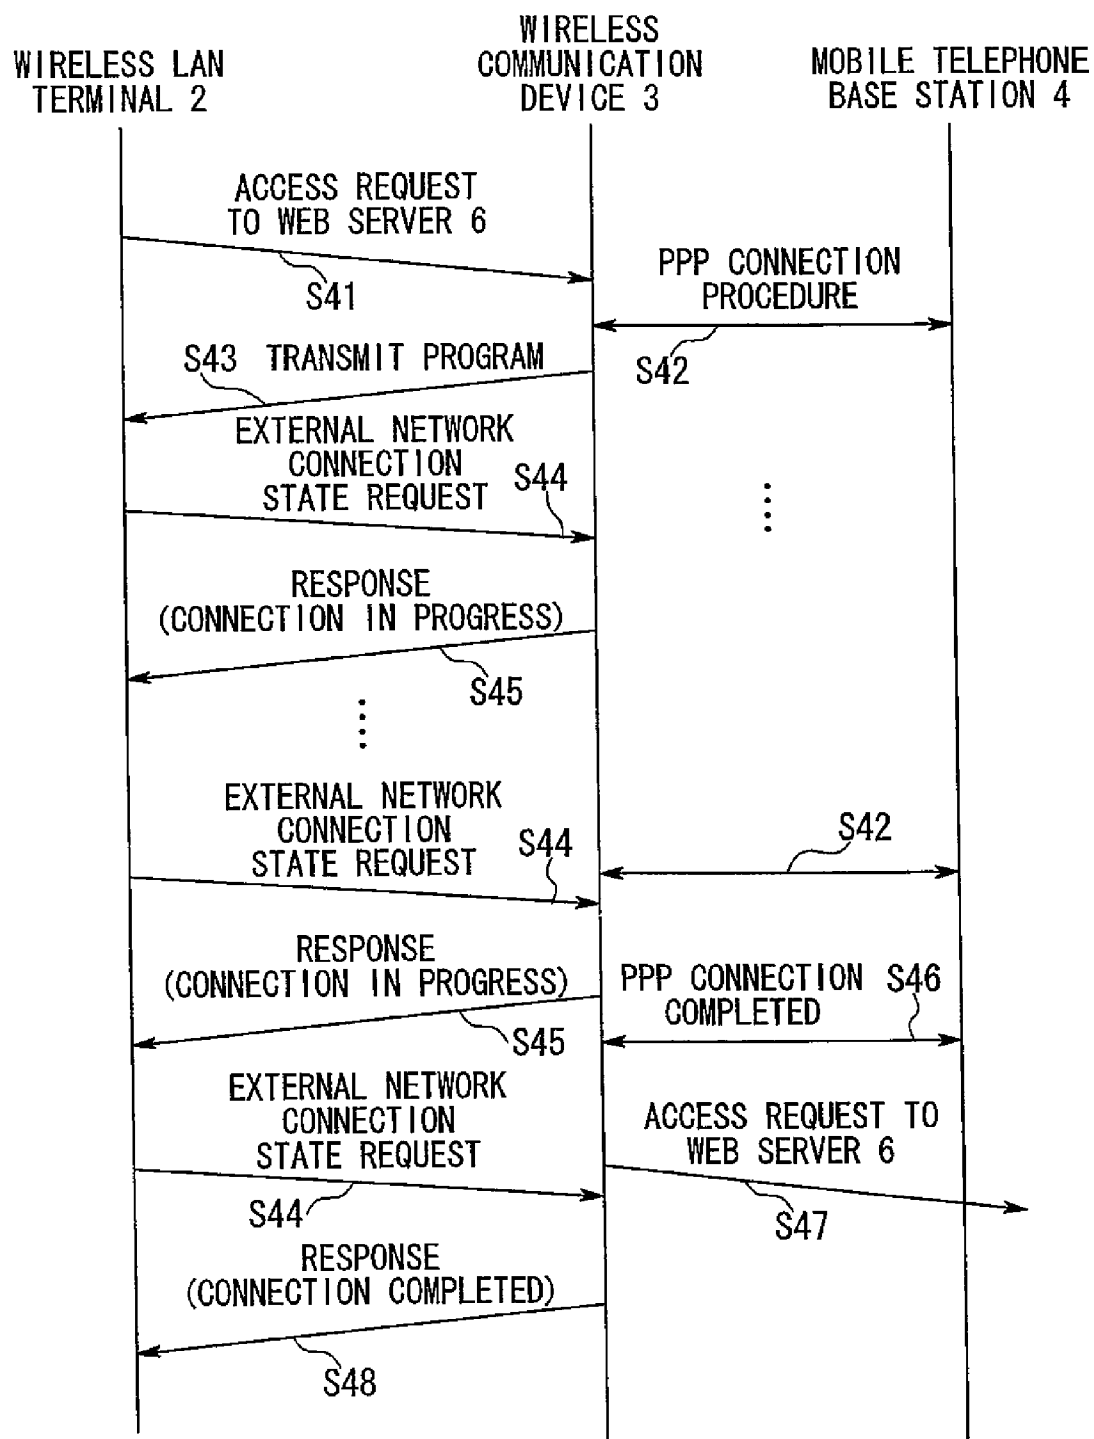 WIRELESS LAN
TERMINAL 2
WIRELESS
COMMUNICATION
DEVICE 3
MOBILE TELEPHONE
BASE STATION 4
ACCESS REQUEST
TO WEB SERVER 6
S41
PPP CONNECTION
PROCEDURE
S42
S43 TRANSMIT PROGRAM
EXTERNAL NETWORK
CONNECTION
STATE REQUEST
S44
RESPONSE
(CONNECTION IN PROGRESS)
S45
EXTERNAL NETWORK
CONNECTION
STATE REQUEST
S44
S42
RESPONSE
(CONNECTION IN PROGRESS)
S45
PPP CONNECTION
COMPLETED
S46
EXTERNAL NETWORK
CONNECTION
STATE REQUEST
S44
ACCESS REQUEST TO
WEB SERVER 6
S47
RESPONSE
(CONNECTION COMPLETED)
S48